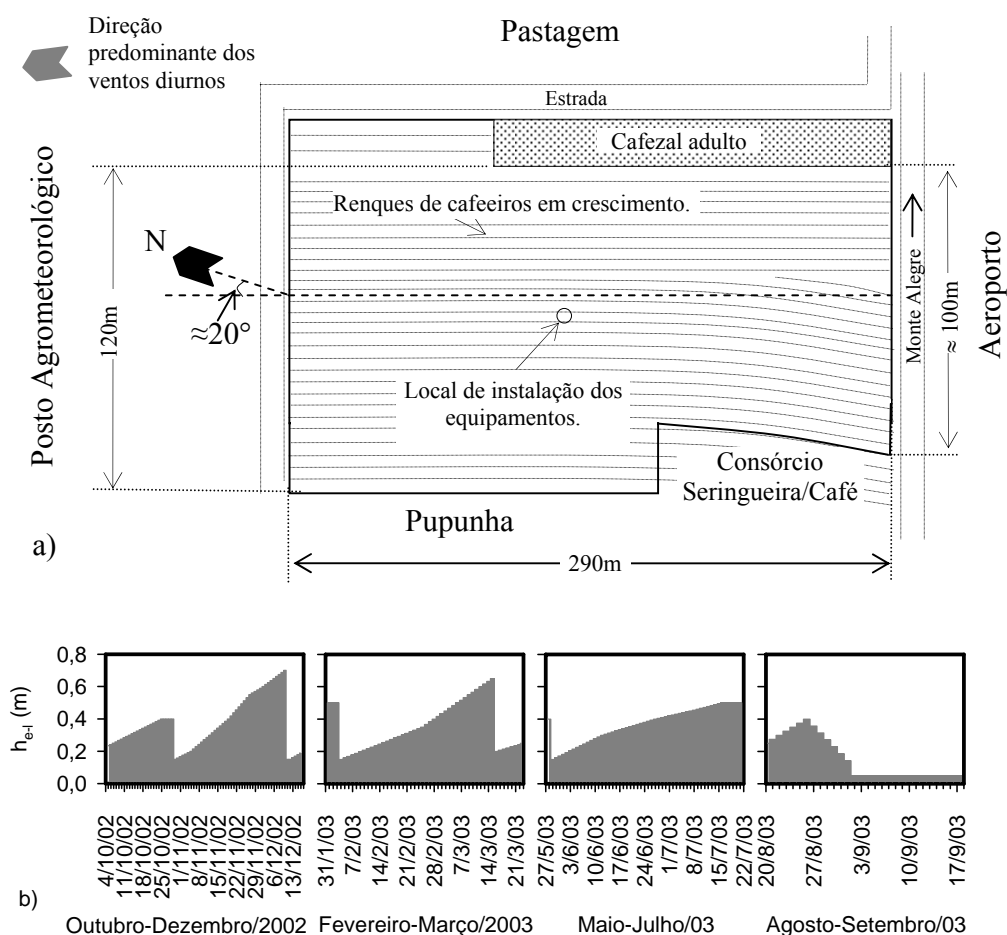 Direção
predominante dos
ventos diurnos
Pastagem
Estrada
Cafezal adulto
Renques de cafeeiros em crescimento.
N
≈20°
Posto Agrometeorológico
120m
Local de instalação dos
equipamentos.
Monte Alegre
≈ 100m
Aeroporto
Consórcio
Seringueira/Café
Pupunha
a)
290m
h e-l (m)
0,8
0,6
0,4
0,2
0,0
4/10/02
11/10/02
18/10/02
25/10/02
1/11/02
8/11/02
15/11/02
22/11/02
29/11/02
6/12/02
13/12/02
31/1/03
7/2/03
14/2/03
21/2/03
28/2/03
7/3/03
14/3/03
21/3/03
27/5/03
3/6/03
10/6/03
17/6/03
24/6/03
1/7/03
8/7/03
15/7/03
22/7/03
20/8/03
27/8/03
3/9/03
10/9/03
17/9/03
b)
Outubro-Dezembro/2002
Fevereiro-Março/2003
Maio-Julho/03
Agosto-Setembro/03